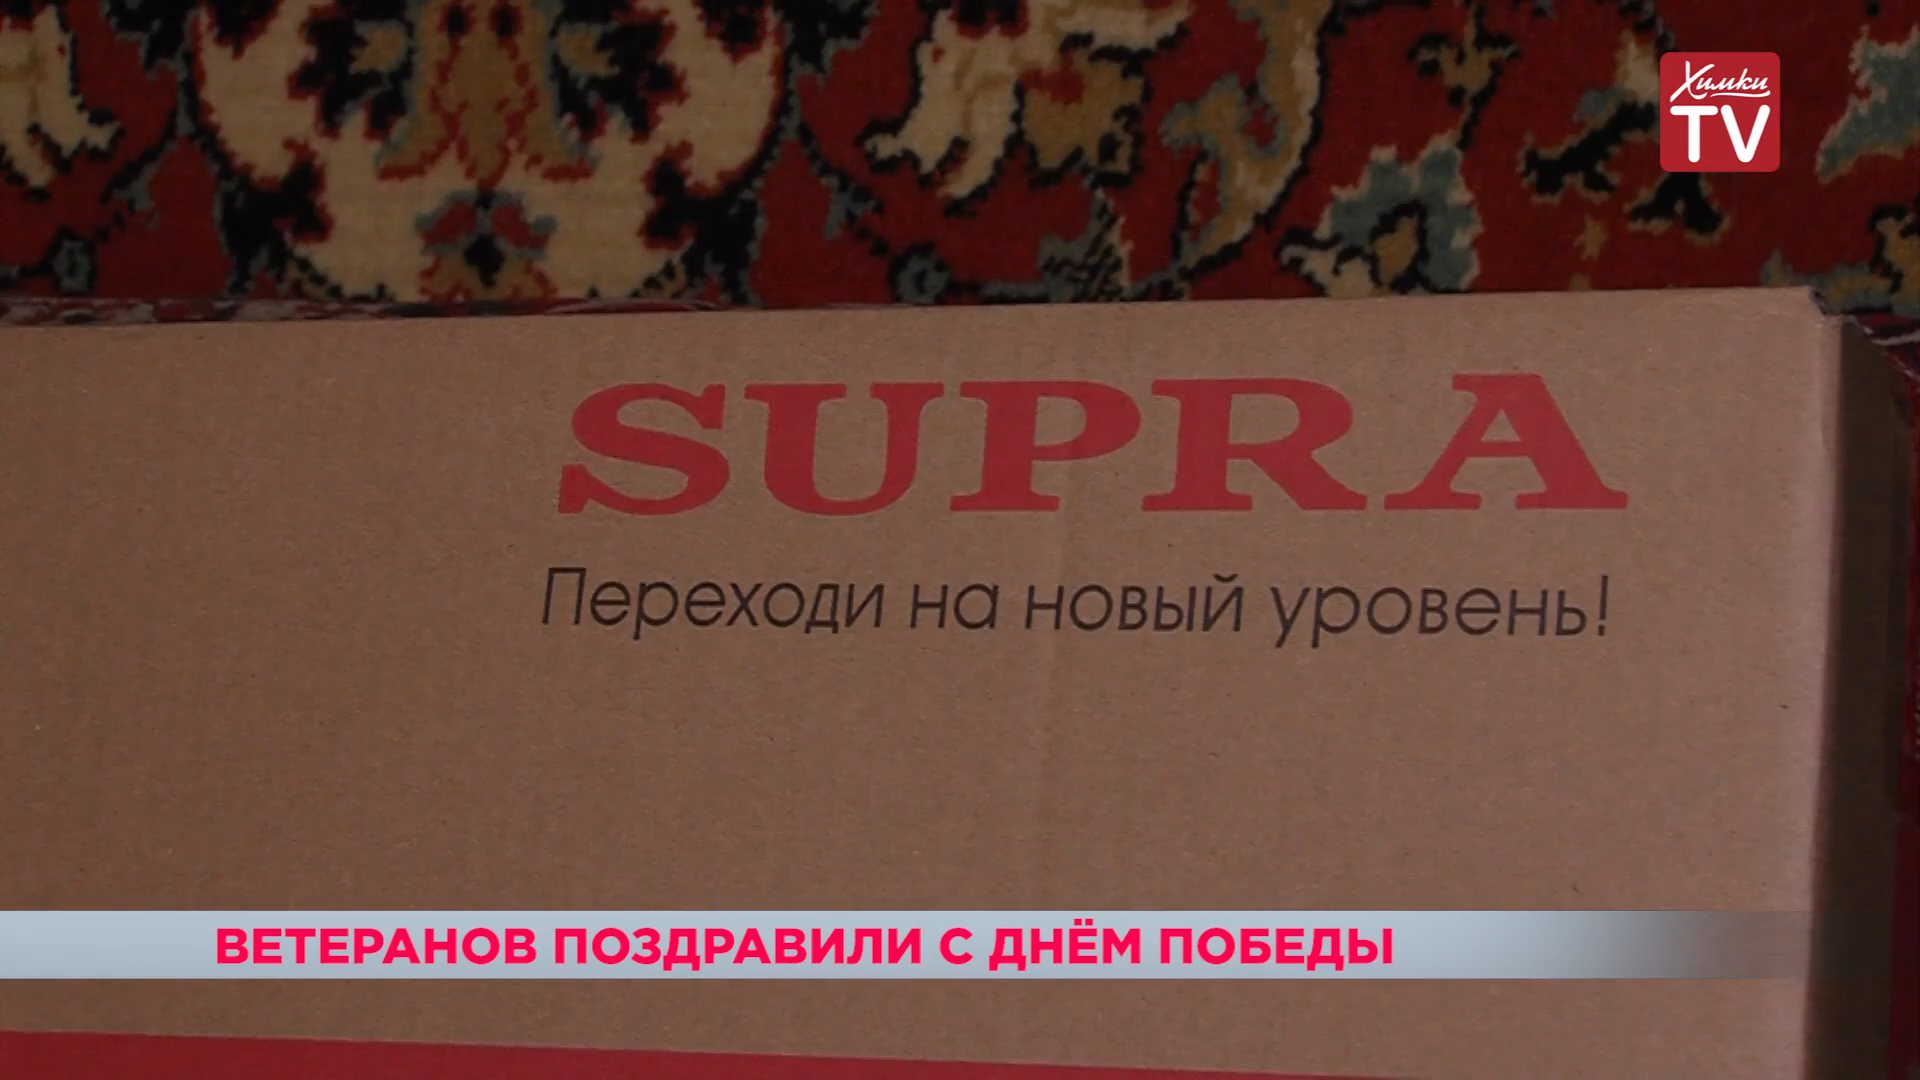 Химки
TV
SUPRA
Переходи на новый уровень!
ВЕТЕРАНОВ ПОЗДРАВИЛИ С ДНЁМ ПОБЕДЫ